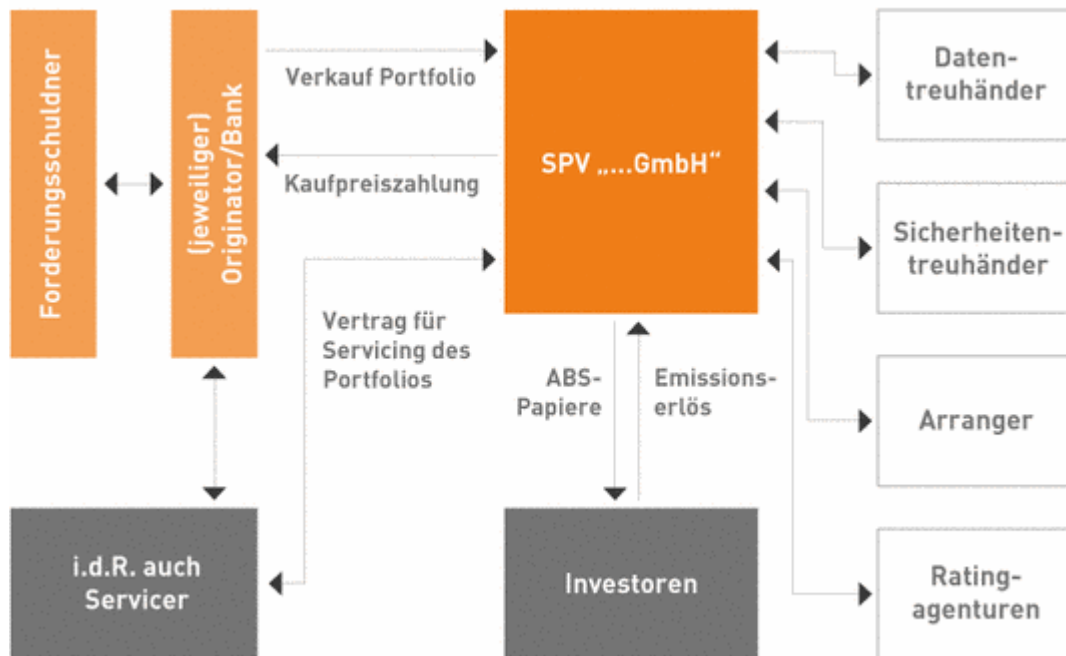 Forderungsschuldner
(jeweiliger)
Originator/Bank
Verkauf Portfolio
Kaufpreiszahlung
SPV „...GmbH“
Daten-
treuhänder
Sicherheiten-
treuhänder
Vertrag für
Servicing des
Portfolios
ABS-
Papiere
Emissions-
erlös
Arranger
i.d.R. auch
Servicer
Investoren
Rating-
agenturen